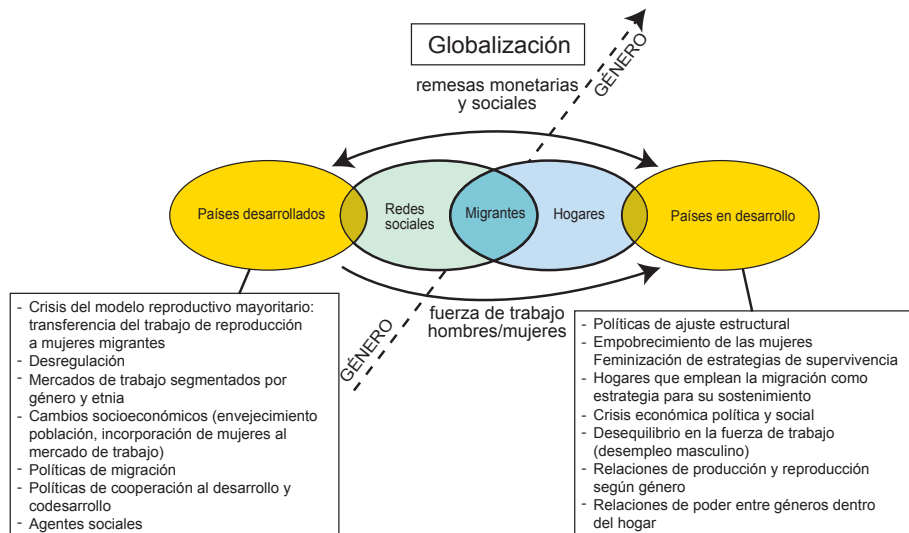 Globalización
GÉNERO
remesas monetarias
y sociales
Países desarrollados
Redes
sociales
Migrantes
Hogares
Países en desarrollo
fuerza de trabajo
hombres/mujeres
GÉNERO
- Crisis del modelo reproductivo mayoritario:
transferencia del trabajo de reproducción
a mujeres migrantes
- Desregulación
- Mercados de trabajo segmentados por
género y etnia
- Cambios socioeconómicos (envejecimiento
población, incorporación de mujeres al
mercado de trabajo)
- Políticas de migración
- Políticas de cooperación al desarrollo y
codesarrollo
- Agentes sociales
- Políticas de ajuste estructural
- Empobrecimiento de las mujeres
Feminización de estrategias de supervivencia
- Hogares que emplean la migración como
estrategia para su sostenimiento
- Crisis económica política y social
- Desequilibrio en la fuerza de trabajo
(desempleo masculino)
- Relaciones de producción y reproducción
según género
- Relaciones de poder entre géneros dentro
del hogar